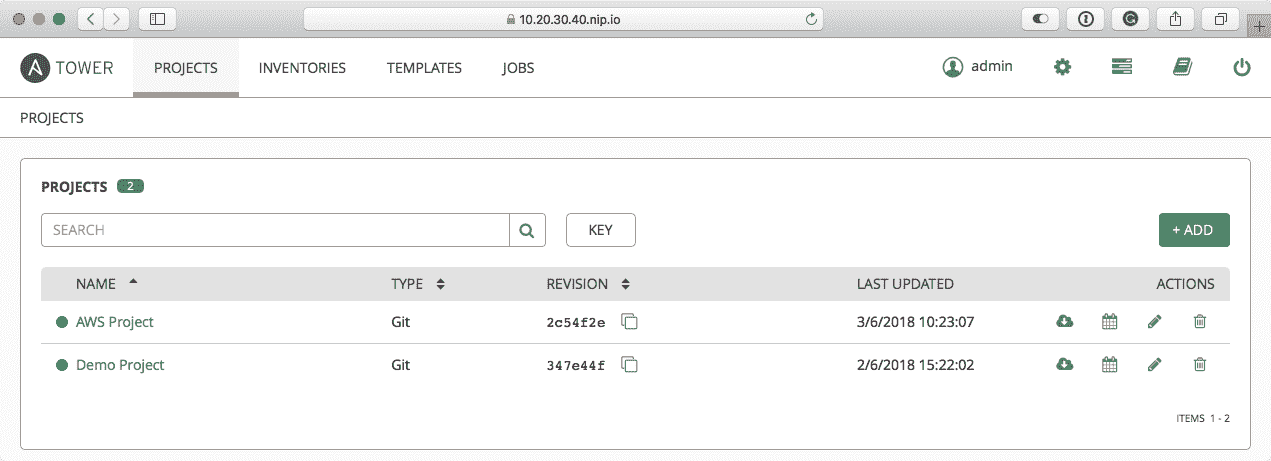 10.20.30.40.nip.io
A TOWER PROJECTS INVENTORIES TEMPLATES JOBS admin
PROJECTS
PROJECTS 2
SEARCH KEY + ADD
NAME TYPE REVISION LAST UPDATED ACTIONS
AWS Project Git 2c54f2e 3/6/2018 10:23:07
Demo Project Git 347e44f 2/6/2018 15:22:02
ITEMS 1 - 2